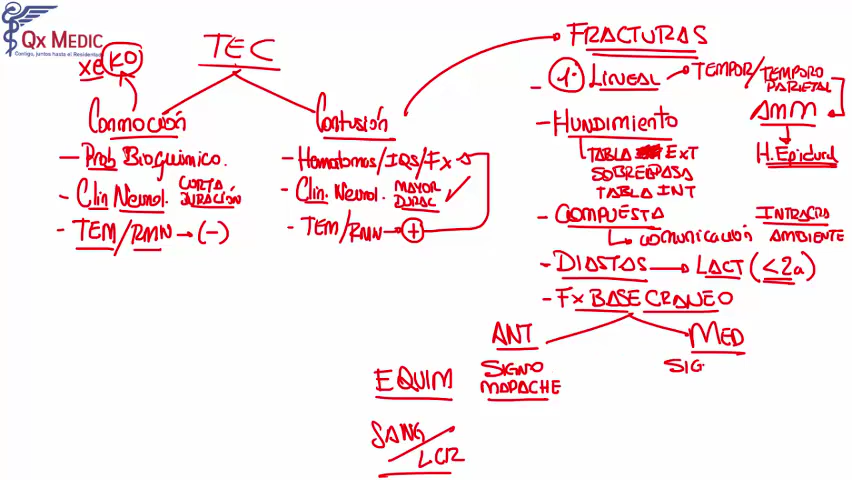 Qx MEDIC
Contigo, juntos hasta el Residentado
xe KO
TEC
Conmoción
- Prob Bioquímico.
- Clin Neurol. CORTA DURACIÓN
- TEM/RMN → (-)
Contusión
- Hematomas/IQS/Fx
- Clin. Neurol. MAYOR DURAC.
- TEM/RMN → +
FRACTURAS
- 1º LINEAL → TEMPOR/TEMPORO PARIETAL
AMM
H. Epidural
- HUNDIMIENTO
TABLA EXT
SOBREPASA
TABLA INT
- COMPUESTA
COMUNICACIÓN INTRACRA
AMBIENTE
- DIASTAS → LACT (<2a)
- Fx BASE CRANEO
ANT
MED
EQUIM
SIGNO
MAPACHE
SIG
SANG/LCR